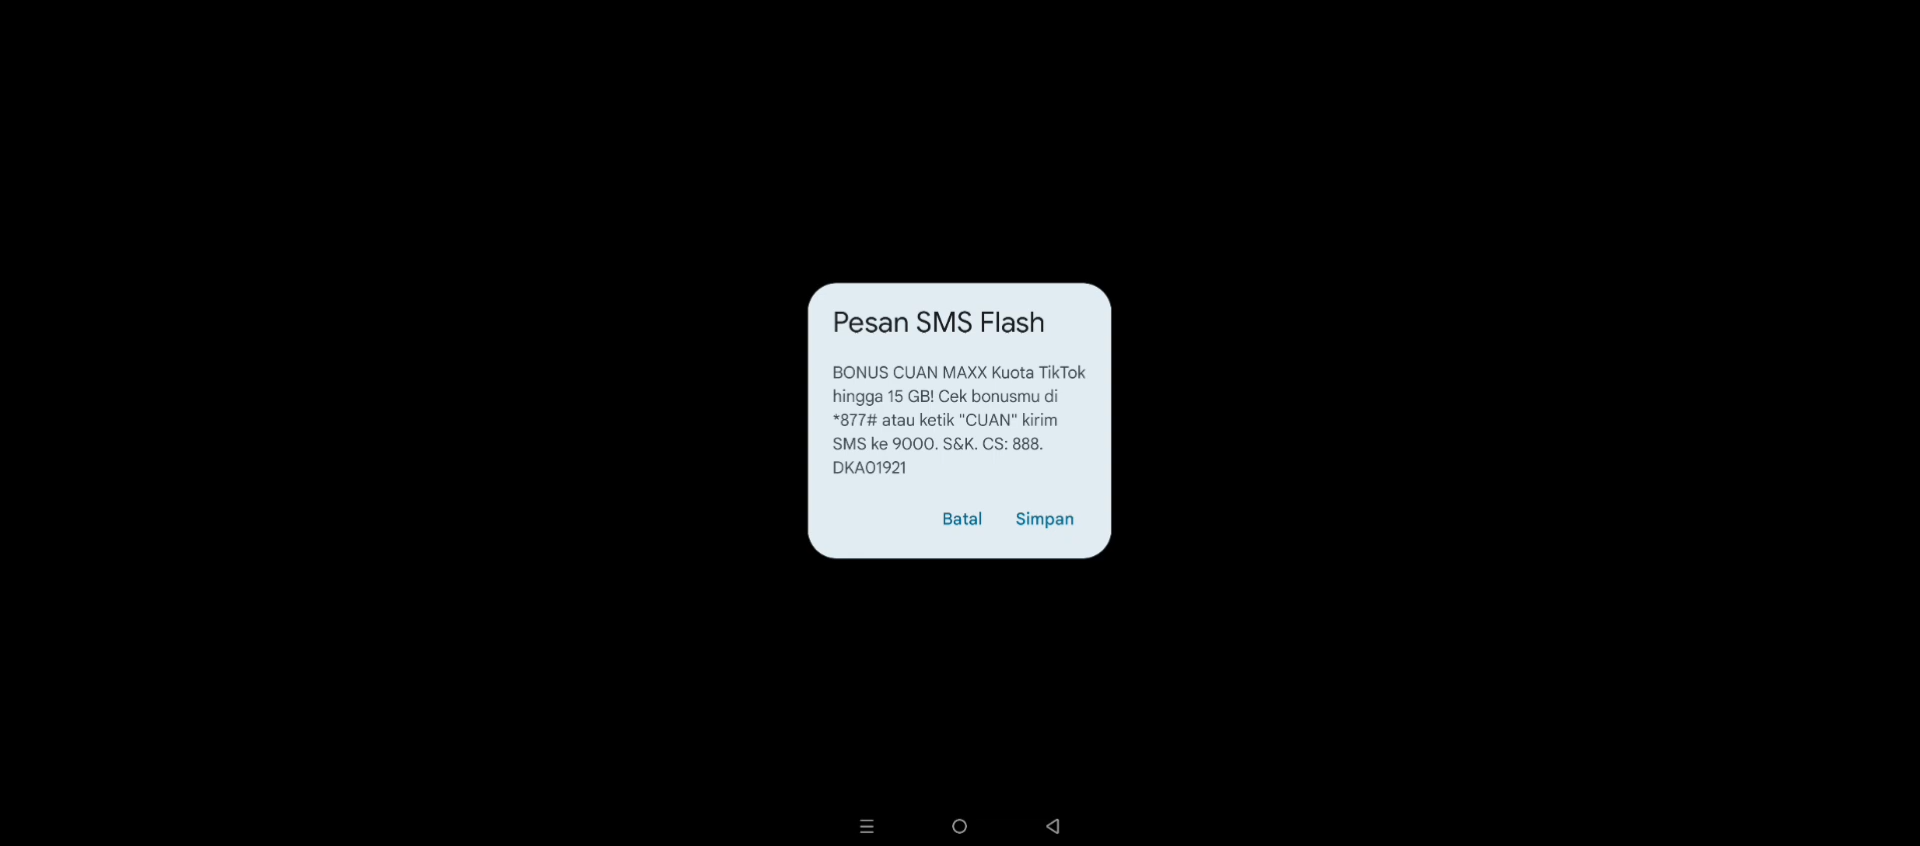 Pesan SMS Flash
BONUS CUAN MAXX Kuota TikTok
hingga 15 GB! Cek bonusmu di
*877# atau ketik "CUAN" kirim
SMS ke 9000. S&K. CS: 888.
DKA01921
Batal Simpan